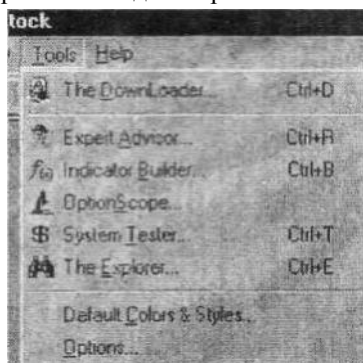 tock
Tools Help
The DownLoader... Ctrl+D
Expert Advisor... Ctrl+R
f(x) Indicator Builder... Ctrl+B
OptionScope...
$ System Tester... Ctrl+T
The Explorer... Ctrl+E
Default Colors & Styles...
Options...